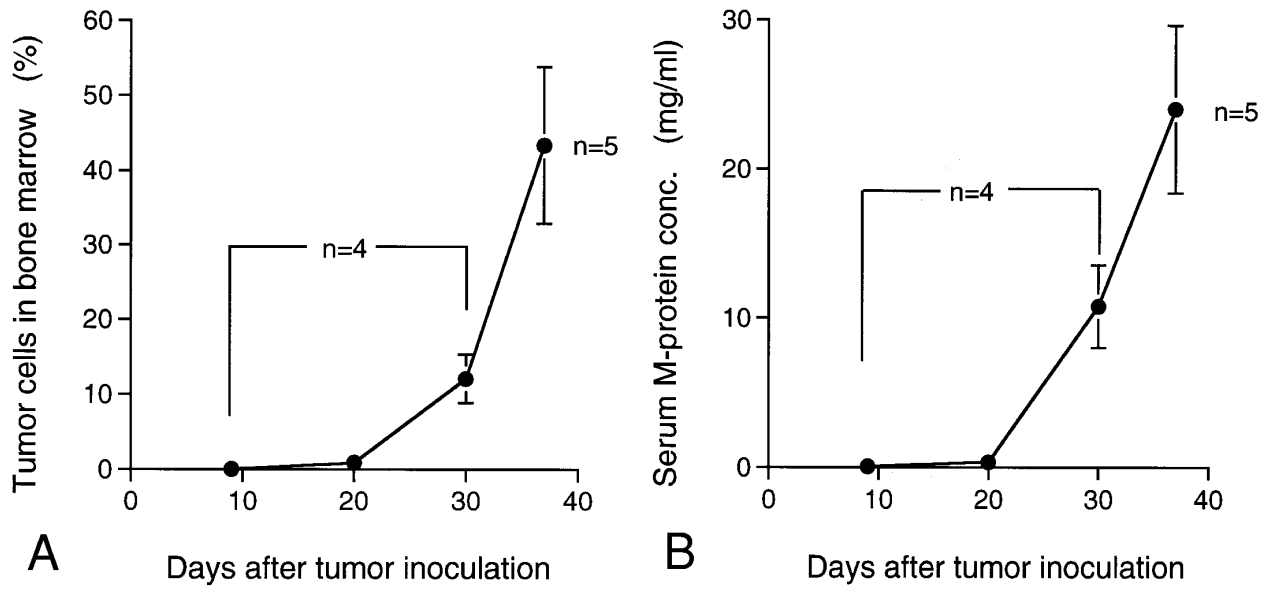 Tumor cells in bone marrow (%)
60
50
40
30
20
10
0
n=4
n=5
0 10 20 30 40
A
Days after tumor inoculation
Serum M-protein conc. (mg/ml)
30
20
10
0
n=4
n=5
0 10 20 30 40
B
Days after tumor inoculation